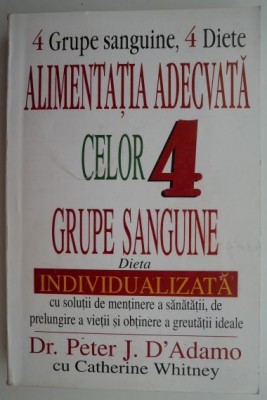 4 Grupe sanguine, 4 Diete
ALIMENTAȚIA ADECVATĂ
CELOR 4
GRUPE SANGUINE
Dieta
INDIVIDUALIZATĂ
cu soluții de menținere a sănătății, de
prelungire a vieții și obținere a greutății ideale
Dr. Peter J. D'Adamo
cu Catherine Whitney